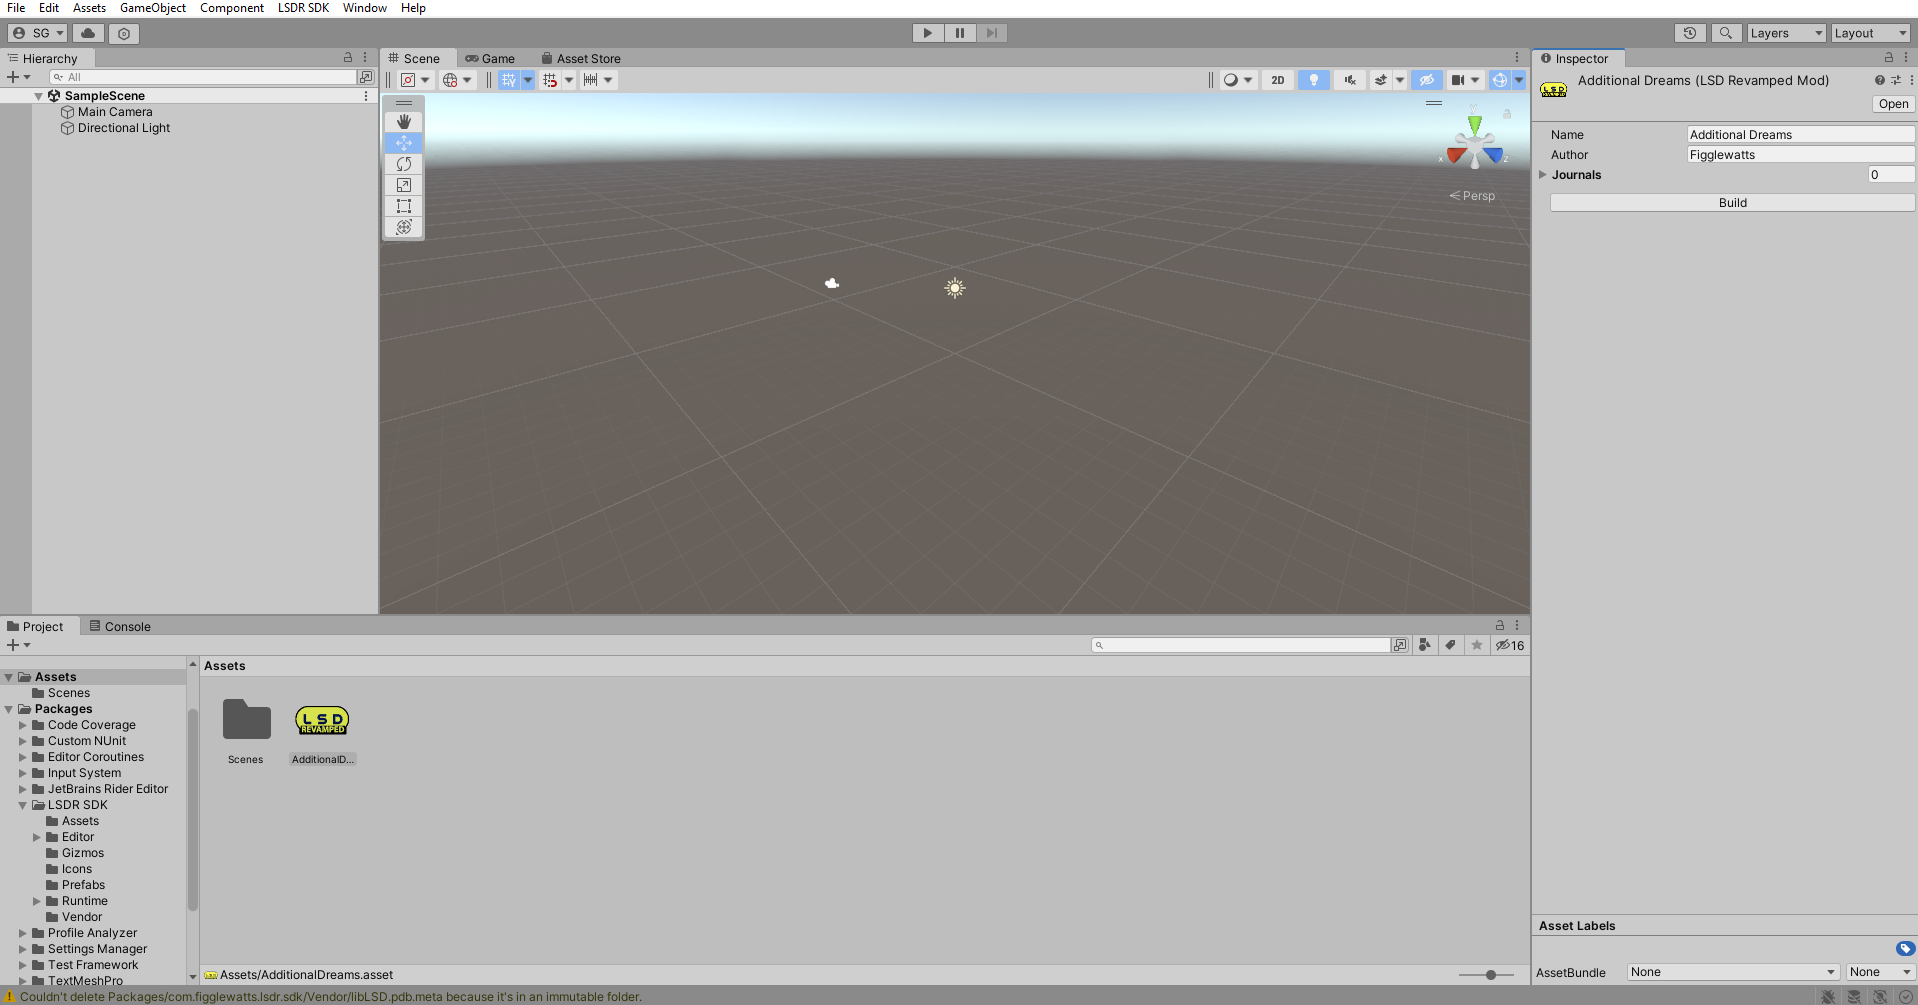 File Edit Assets GameObject Component LSDR SDK Window Help
SG
Layers
Layout
Hierarchy
All
SampleScene
Main Camera
Directional Light
Scene
Game
Asset Store
2D
y
x
z
Persp
Inspector
Additional Dreams (LSD Revamped Mod)
LSD
Open
Name Additional Dreams
Author Figglewatts
Journals 0
Build
Project
Console
16
Assets
Scenes
Packages
Code Coverage
Custom NUnit
Editor Coroutines
Input System
JetBrains Rider Editor
LSDR SDK
Assets
Editor
Gizmos
Icons
Prefabs
Runtime
Vendor
Profile Analyzer
Settings Manager
Test Framework
TextMeshPro
Assets
LSD
REVAMPED
Scenes
AdditionalD...
Assets/AdditionalDreams.asset
Asset Labels
AssetBundle None None
Couldn't delete Packages/com.figglewatts.lsdr.sdk/Vendor/libLSD.pdb.meta because it's in an immutable folder.